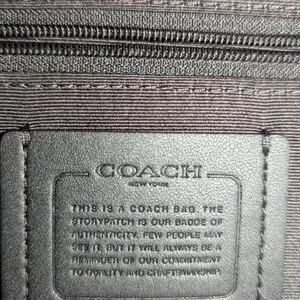 COACH
NEW YORK
THIS IS A COACH BAG. THE
STORYPATCH IS OUR BADGE OF
AUTHENTICITY. FEW PEOPLE MAY
SEE IT, BUT IT WILL ALWAYS BE A
REMINDER OF OUR COMMITMENT
TO QUALITY AND CRAFTSMANSHIP.